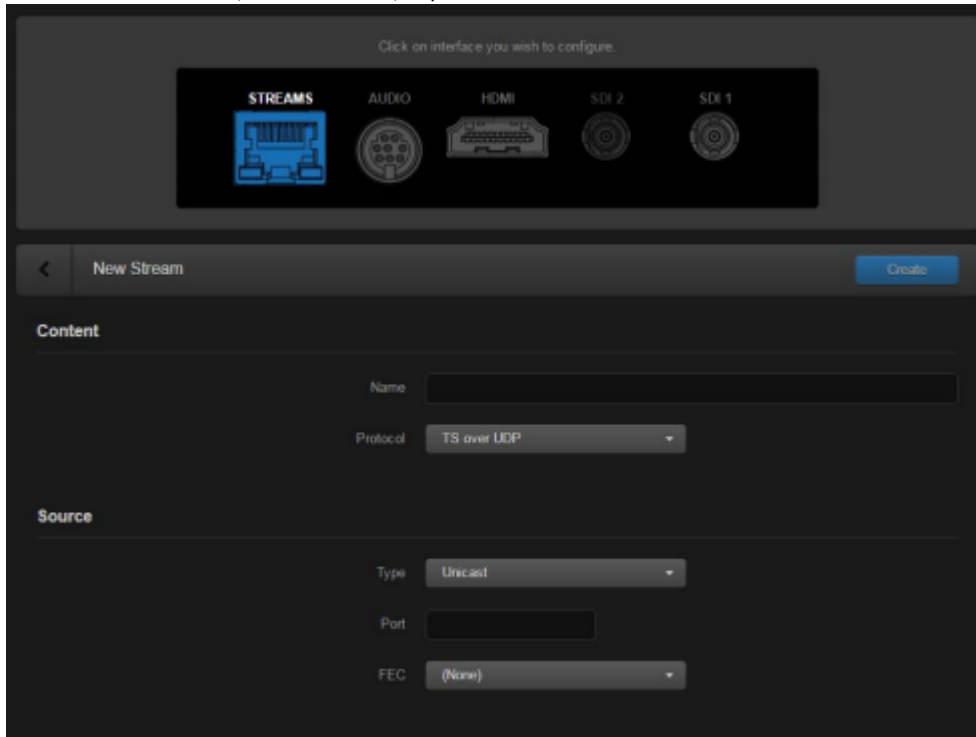 Click on interface you wish to configure.
STREAMS AUDIO HDMI SDI 2 SDI 1
New Stream Create
Content
Name
Protocol TS over UDP
Source
Type Unicast
Port
FEC (None)